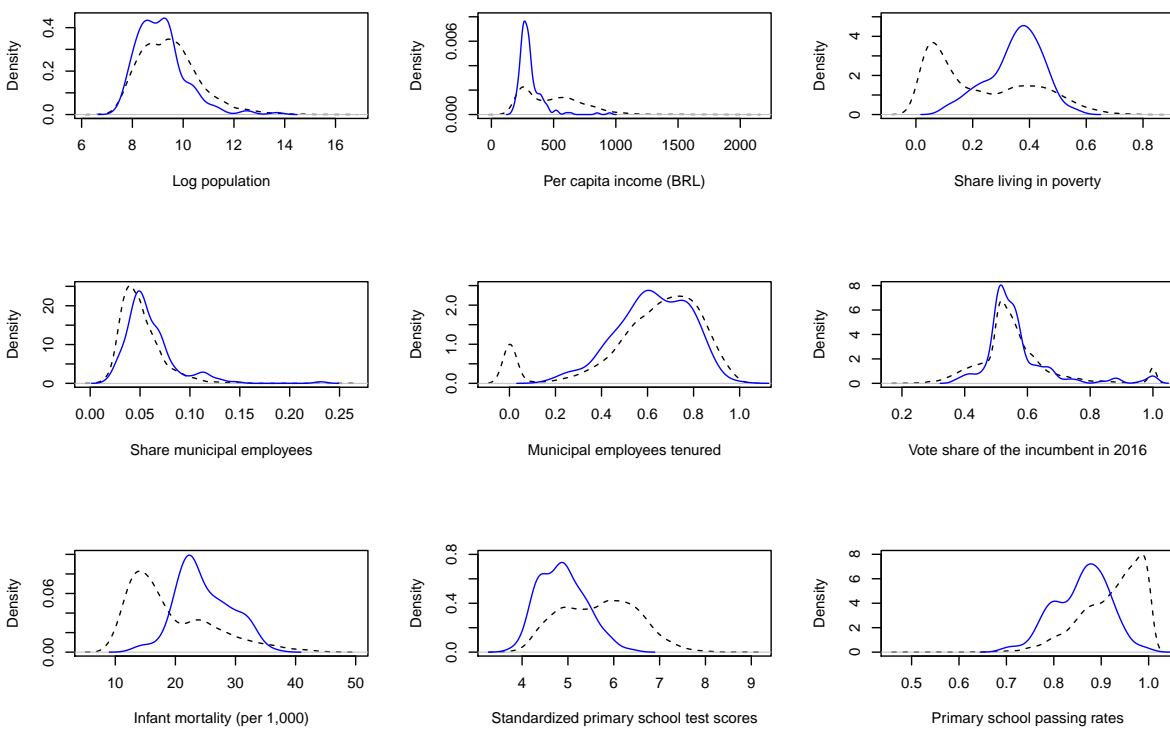 Density
0.0 0.2 0.4
6 8 10 12 14 16
Log population
Density
0.000 0.006
0 500 1000 1500 2000
Per capita income (BRL)
Density
0 2 4
0.0 0.2 0.4 0.6 0.8
Share living in poverty
Density
0 10 20
0.00 0.05 0.10 0.15 0.20 0.25
Share municipal employees
Density
0.0 1.0 2.0
0.0 0.2 0.4 0.6 0.8 1.0
Municipal employees tenured
Density
0 2 4 6 8
0.2 0.4 0.6 0.8 1.0
Vote share of the incumbent in 2016
Density
0.00 0.06
10 20 30 40 50
Infant mortality (per 1,000)
Density
0.0 0.4 0.8
4 5 6 7 8 9
Standardized primary school test scores
Density
0 2 4 6 8
0.5 0.6 0.7 0.8 0.9 1.0
Primary school passing rates